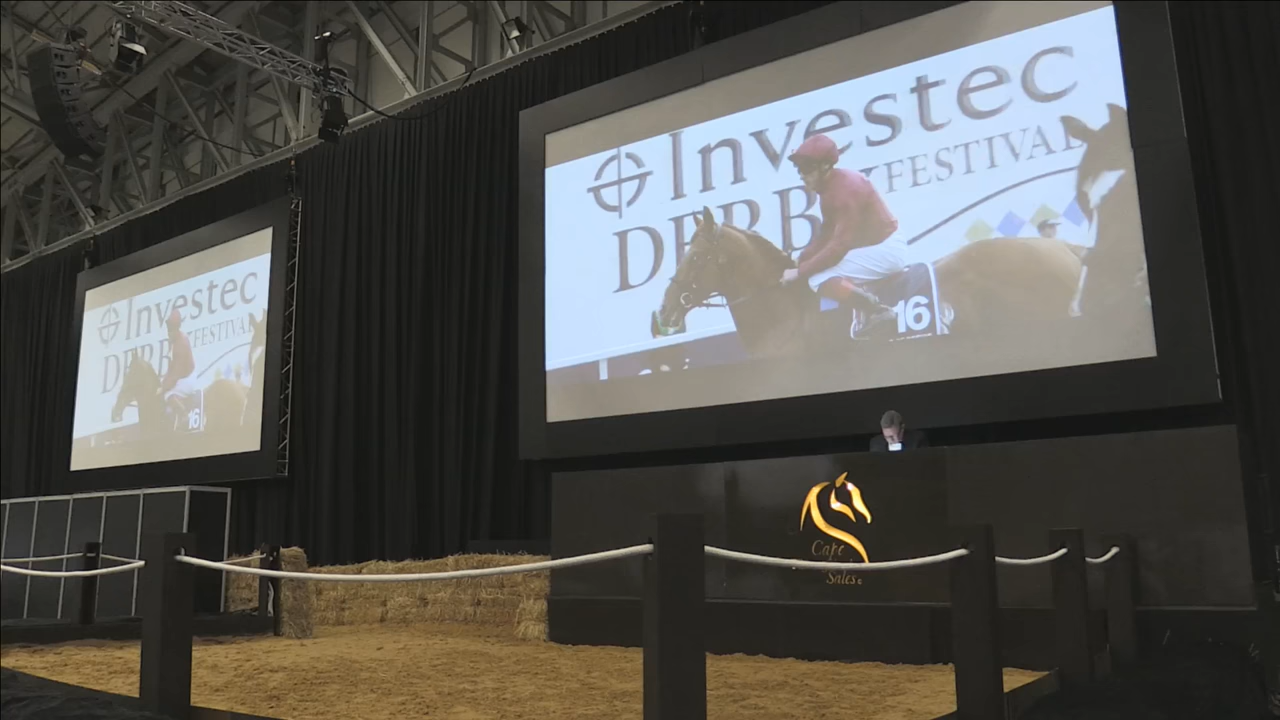 Investec
DERBY FESTIVAL
16
Investec
DERBY FESTIVAL
16
Cape
Sales